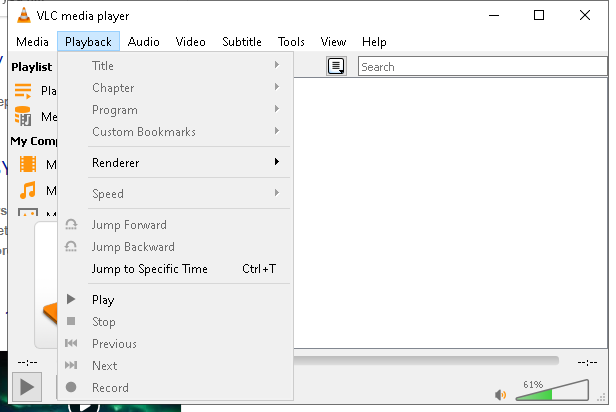 VLC media player
Media Playback Audio Video Subtitle Tools View Help
Playlist
Search
Pla
Me
My Comp
M
M
M
Title
Chapter
Program
Custom Bookmarks
Renderer
Speed
Jump Forward
Jump Backward
Jump to Specific Time Ctrl+T
Play
Stop
Previous
Next
Record
--:-- --:--
61%